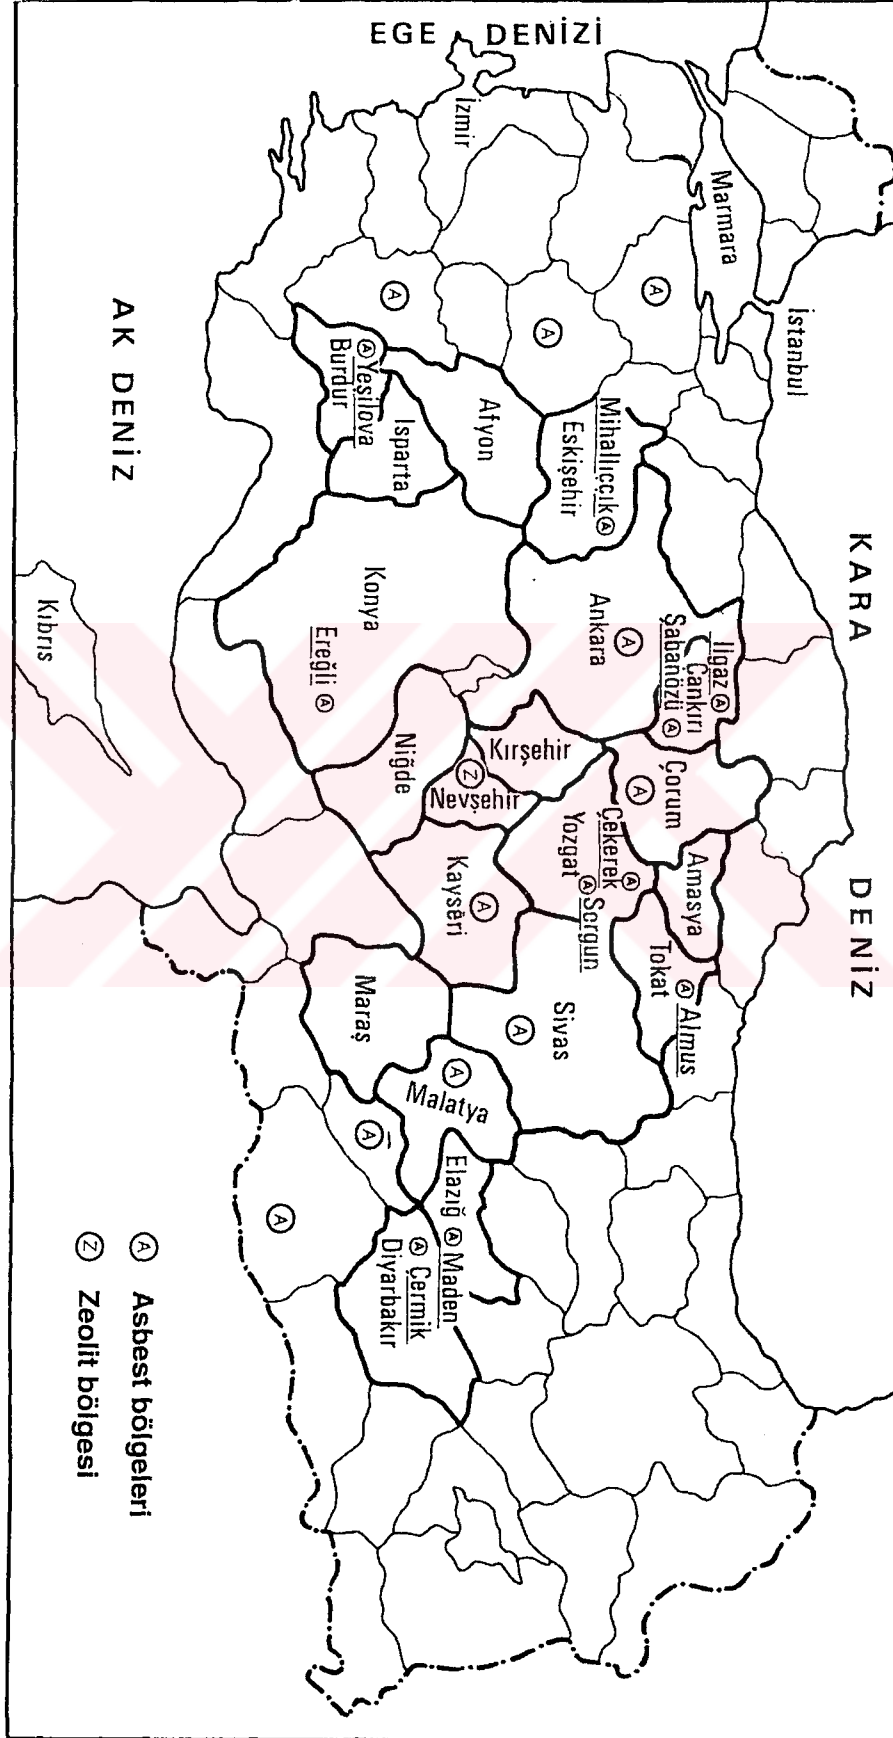 EGE DENİZİ
İzmir
Marmara
İstanbul
AK DENİZ
KARA DENİZ
Kıbrıs
Ⓐ
Ⓐ
Ⓐ
Ⓐ Yeşilova
Burdur
Isparta
Afyon
Mihallıççık Ⓐ
Eskişehir
Konya
Ereğli Ⓐ
Ankara
Ⓐ
Ilgaz Ⓐ
Çankırı
Şabanözü Ⓐ
Çorum
Ⓐ
Kırşehir
Ⓩ
Nevşehir
Niğde
Çekerek Ⓐ
Yozgat Ⓐ Sorgun
Amasya
Ⓐ Almus
Tokat
Kayseri
Ⓐ
Sivas
Ⓐ
Maraş
Ⓐ
Malatya
Ⓐ
Ⓐ
Elazığ Ⓐ Maden
Ⓐ Çermik
Diyarbakır
Ⓐ Asbest bölgeleri
Ⓩ Zeolit bölgesi